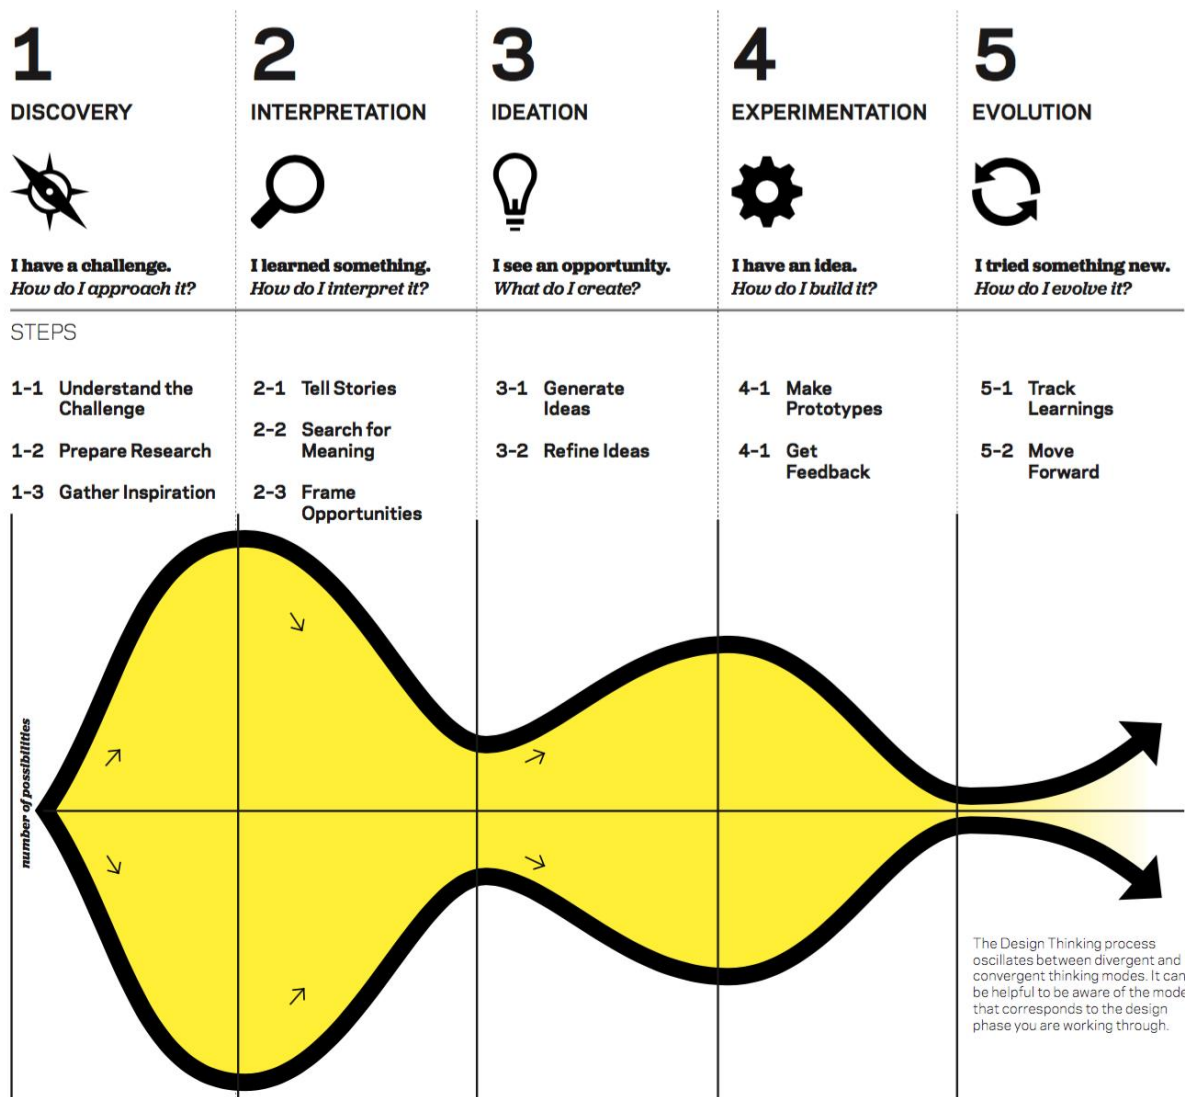 1
DISCOVERY
I have a challenge.
How do I approach it?
2
INTERPRETATION
I learned something.
How do I interpret it?
3
IDEATION
I see an opportunity.
What do I create?
4
EXPERIMENTATION
I have an idea.
How do I build it?
5
EVOLUTION
I tried something new.
How do I evolve it?
STEPS
1-1 Understand the
Challenge
1-2 Prepare Research
1-3 Gather Inspiration
2-1 Tell Stories
2-2 Search for
Meaning
2-3 Frame
Opportunities
3-1 Generate
Ideas
3-2 Refine Ideas
4-1 Make
Prototypes
4-1 Get
Feedback
5-1 Track
Learnings
5-2 Move
Forward
number of possibilities
The Design Thinking process
oscillates between divergent and
convergent thinking modes. It can
be helpful to be aware of the mode
that corresponds to the design
phase you are working through.